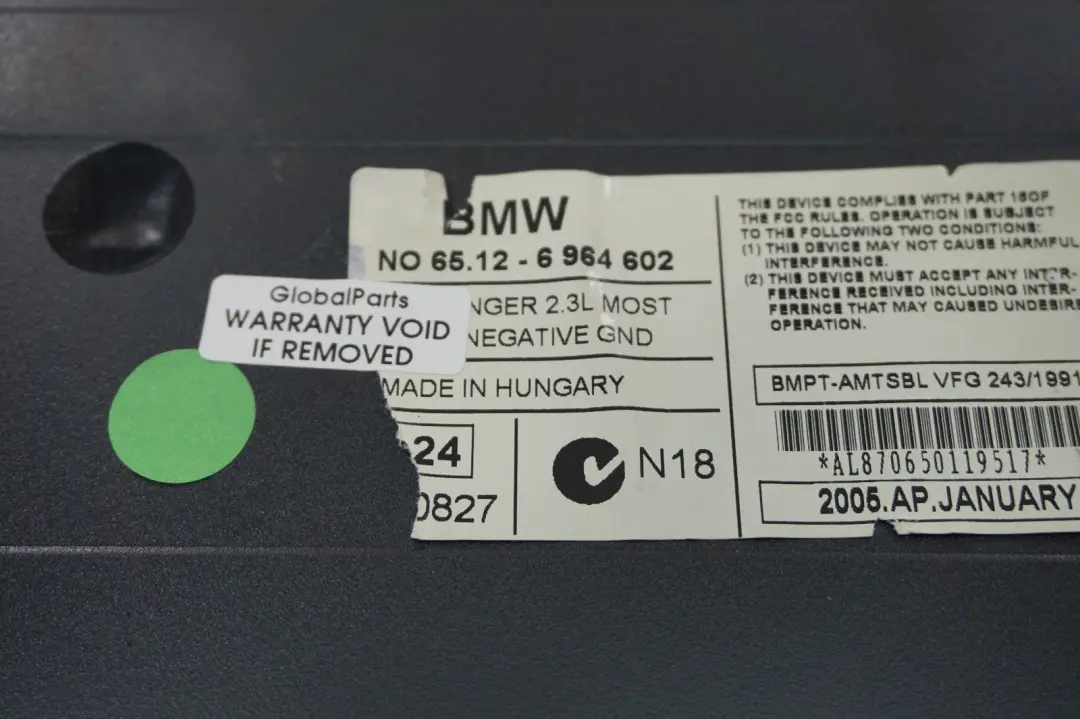 BMW
NO 65.12 - 6 964 602
GlobalParts
WARRANTY VOID
IF REMOVED
NGER 2.3L MOST
NEGATIVE GND
MADE IN HUNGARY
24
0827
N18
THIS DEVICE COMPLIES WITH PART 15OF
THE FCC RULES. OPERATION IS SUBJECT
TO THE FOLLOWING TWO CONDITIONS:
(1) THIS DEVICE MAY NOT CAUSE HARMFUL
INTERFERENCE.
(2) THIS DEVICE MUST ACCEPT ANY INTER-
FERENCE RECEIVED INCLUDING INTER-
FERENCE THAT MAY CAUSED UNDESIRE
OPERATION.
BMPT-AMTSBL VFG 243/1991
*AL870650119517*
2005.AP.JANUARY